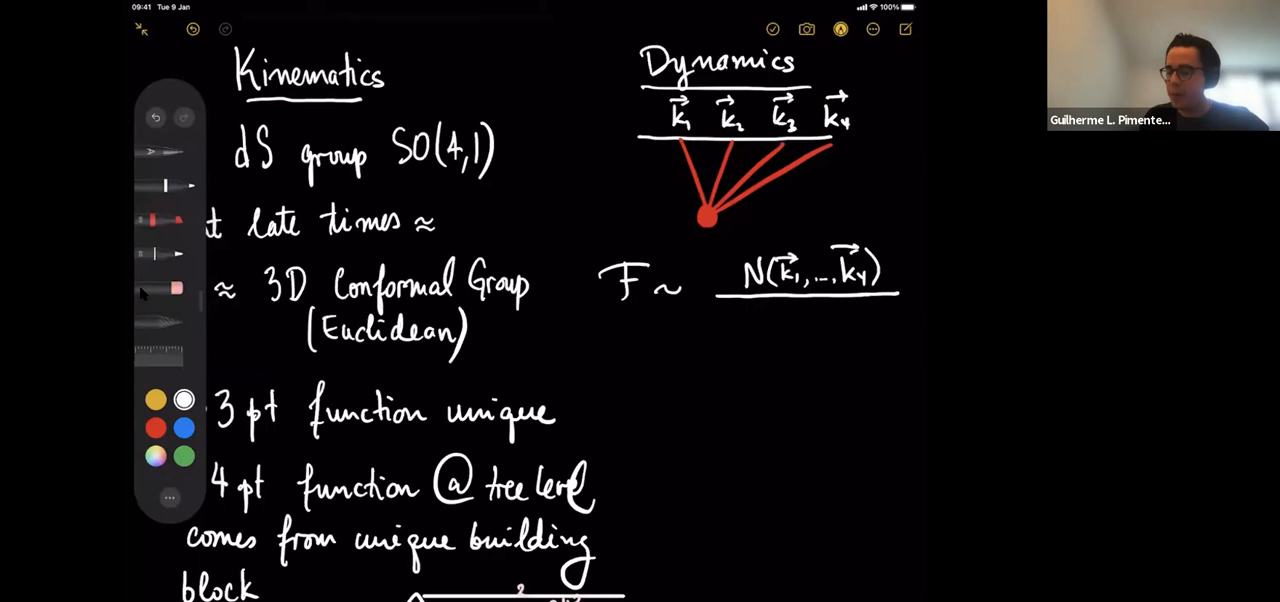 09:41 Tue 9 Jan
100%
Kinematics
dS group SO(4,1)
t late times ≈
≈ 3D Conformal Group
(Euclidean)
3 pt function unique
4 pt function @ tree level
comes from unique building
block
Dynamics
k⃗₁ k⃗₂ k⃗₃ k⃗₄
F ~ N(k⃗₁,...,k⃗₄)
Guilherme L. Pimente...